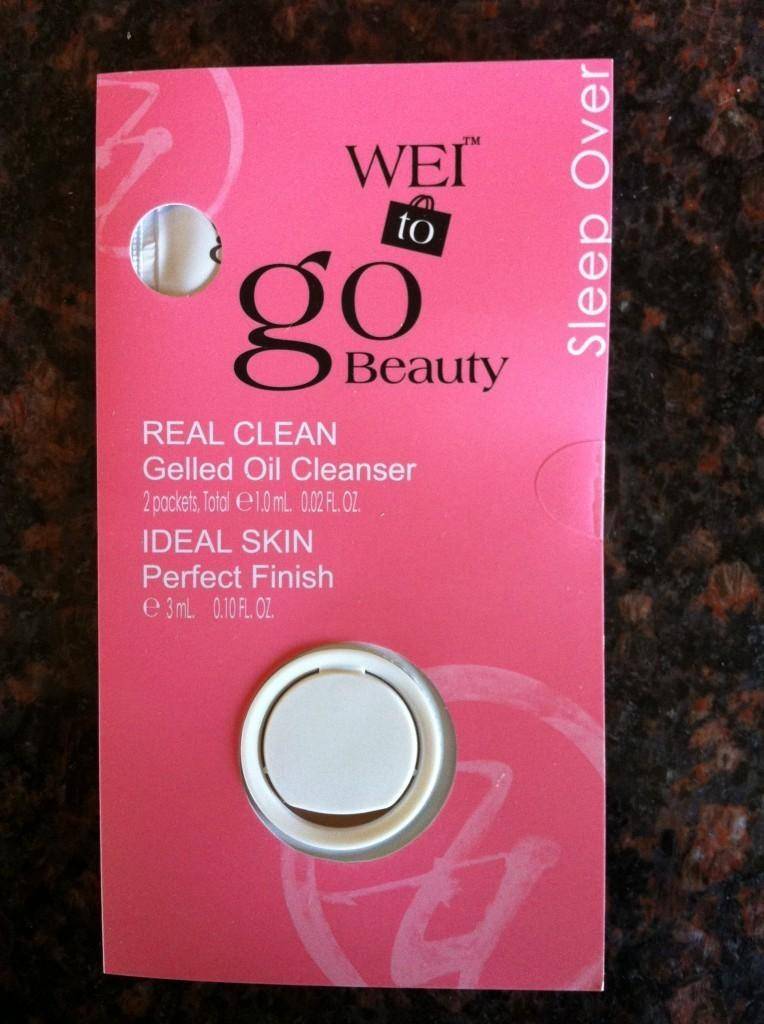 WEI™
to
go
Beauty
Sleep Over
REAL CLEAN
Gelled Oil Cleanser
2 packets, Total ℮1.0 mL. 0.02 FL. OZ.
IDEAL SKIN
Perfect Finish
℮ 3 mL. 0.10 FL. OZ.